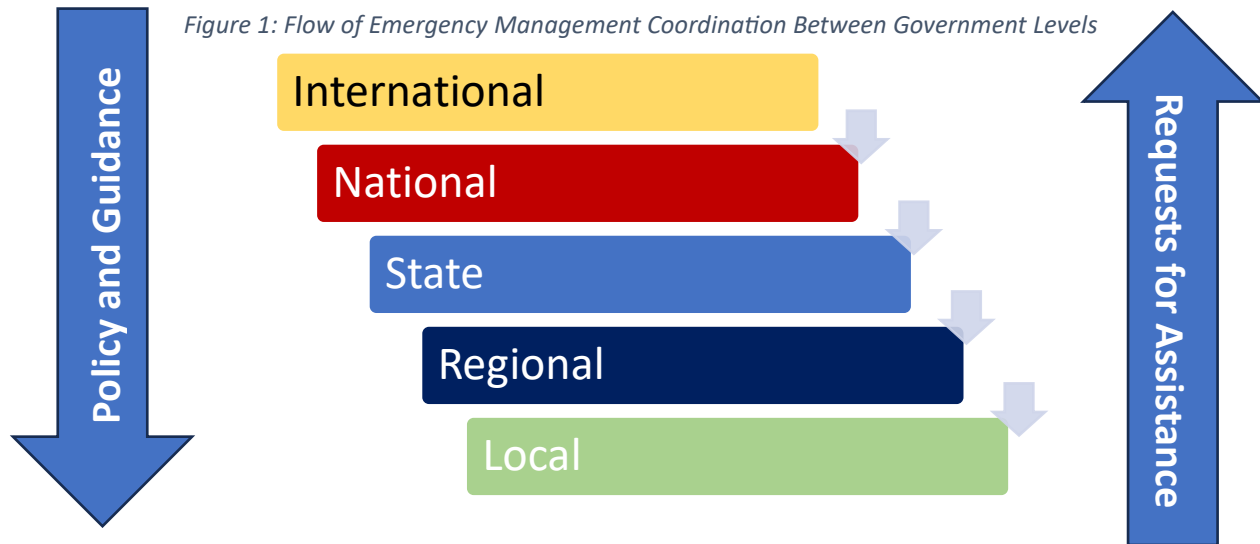 Figure 1: Flow of Emergency Management Coordination Between Government Levels
Policy and Guidance
International
National
State
Regional
Local
Requests for Assistance